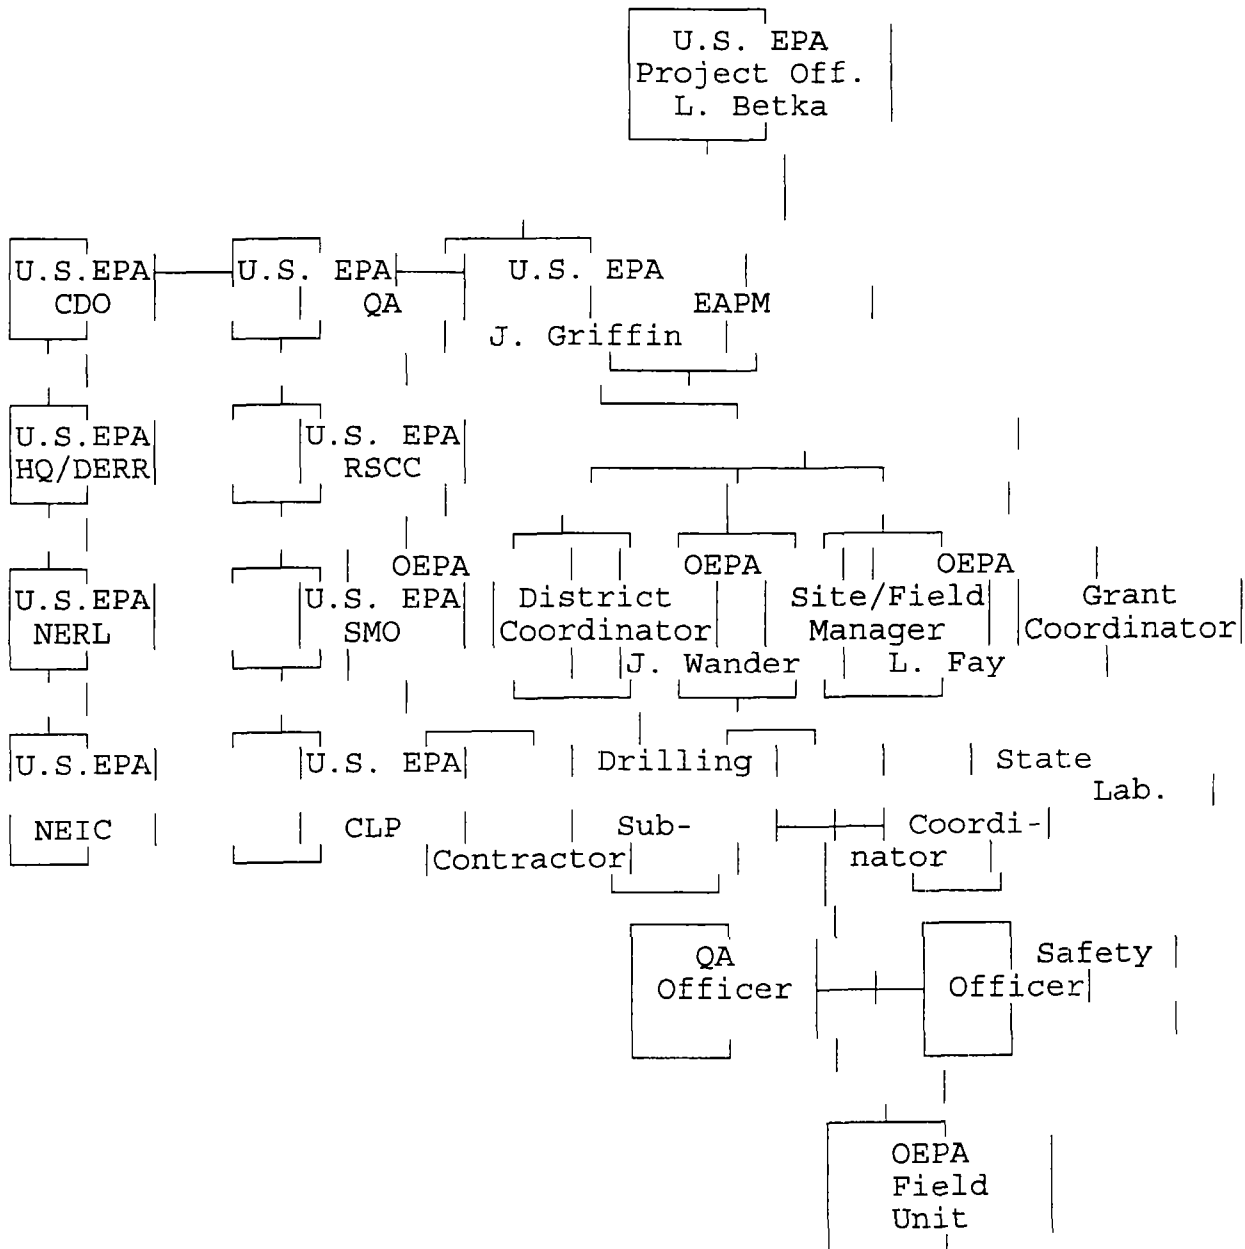 U.S. EPA
Project Off.
L. Betka
U.S.EPA U.S. EPA U.S. EPA
CDO QA EAPM
J. Griffin
U.S.EPA U.S. EPA
HQ/DERR RSCC
OEPA OEPA OEPA
U.S.EPA U.S. EPA District Site/Field Grant
NERL SMO Coordinator Manager Coordinator
J. Wander L. Fay
U.S.EPA U.S. EPA Drilling State
Lab.
NEIC CLP Sub- Coordi-
Contractor nator
QA Safety
Officer Officer
OEPA
Field
Unit